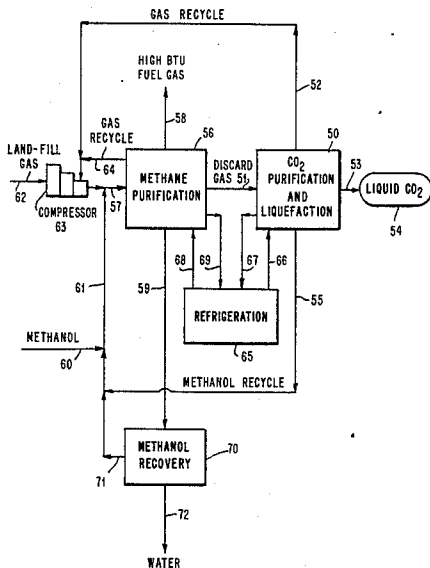 GAS RECYCLE
HIGH BTU
FUEL GAS
52
58
56
50
GAS
RECYCLE
LAND-FILL
GAS
64
METHANE
PURIFICATION
DISCARD
GAS 51
CO2
PURIFICATION
AND
LIQUEFACTION
53
LIQUID CO2
54
62
COMPRESSOR
63
57
61
59
68
69
67
66
55
REFRIGERATION
65
METHANOL
60
METHANOL RECYCLE
METHANOL
RECOVERY
70
71
72
WATER